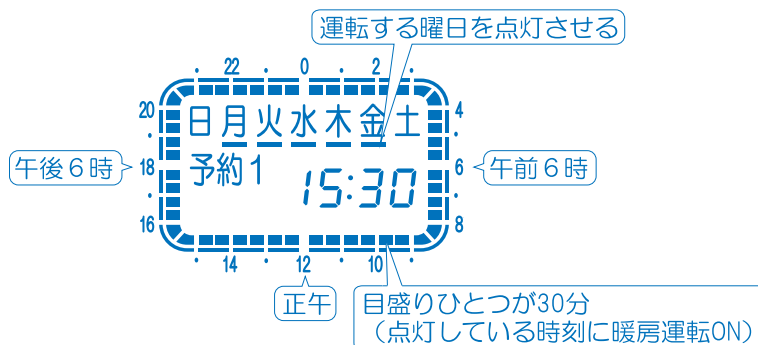 運転する曜日を点灯させる
22 0 2
20 日月火水木金土 4
午後6時 18 予約1 6 午前6時
15:30
16 8
14 12 10
正午
目盛りひとつが30分
(点灯している時刻に暖房運転ON)